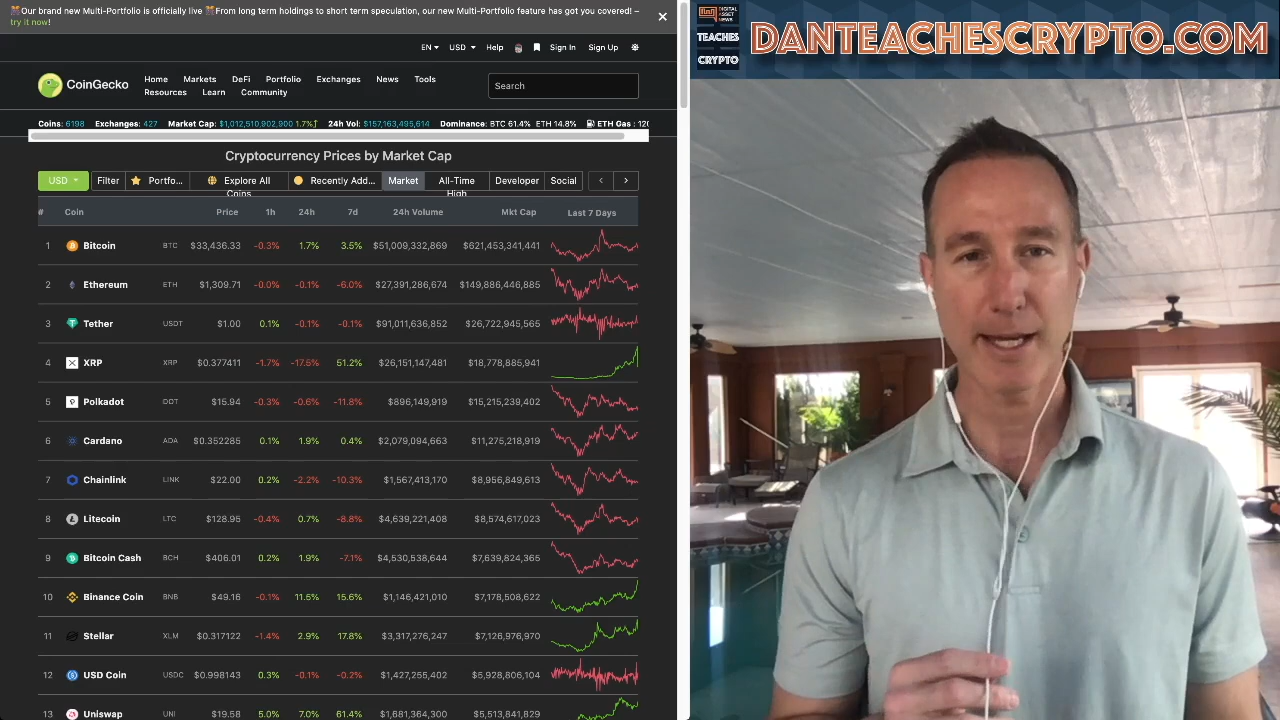 🎊Our brand new Multi-Portfolio is officially live 🎊From long term holdings to short term speculation, our new Multi-Portfolio feature has got you covered! –
try it now!
EN USD Help Sign In Sign Up
CoinGecko
Home Markets DeFi Portfolio Exchanges News Tools
Resources Learn Community
Search
Coins: 6198 Exchanges: 427 Market Cap: $1,012,510,902,900 1.7% 24h Vol: $157,163,495,614 Dominance: BTC 61.4% ETH 14.8% ETH Gas : 120
Cryptocurrency Prices by Market Cap
USD Filter Portfo... Explore All Coins Recently Add... Market All-Time High Developer Social
# Coin Price 1h 24h 7d 24h Volume Mkt Cap Last 7 Days
1 Bitcoin BTC $33,436.33 -0.3% 1.7% 3.5% $51,009,332,869 $621,453,341,441
2 Ethereum ETH $1,309.71 -0.0% -0.1% -6.0% $27,391,286,674 $149,886,446,885
3 Tether USDT $1.00 0.1% -0.1% -0.1% $91,011,636,852 $26,722,945,565
4 XRP XRP $0.377411 -1.7% -17.5% 51.2% $26,151,147,481 $18,778,885,941
5 Polkadot DOT $15.94 -0.3% -0.6% -11.8% $896,149,919 $15,215,239,402
6 Cardano ADA $0.352285 0.1% 1.9% 0.4% $2,079,094,663 $11,275,218,919
7 Chainlink LINK $22.00 0.2% -2.2% -10.3% $1,567,413,170 $8,956,849,613
8 Litecoin LTC $128.95 -0.4% 0.7% -8.8% $4,639,221,408 $8,574,617,023
9 Bitcoin Cash BCH $406.01 0.2% 1.9% -7.1% $4,530,538,644 $7,639,824,365
10 Binance Coin BNB $49.16 -0.1% 11.5% 15.6% $1,146,421,010 $7,178,508,622
11 Stellar XLM $0.317122 -1.4% 2.9% 17.8% $3,317,276,247 $7,126,976,970
12 USD Coin USDC $0.998143 0.3% -0.1% -0.2% $1,427,255,402 $5,928,806,104
13 Uniswap UNI $19.58 5.0% 7.0% 61.4% $1,681,364,300 $5,513,841,829
DIGITAL
ASSET
NEWS
TEACHES
CRYPTO
DANTEACHESCRYPTO.COM